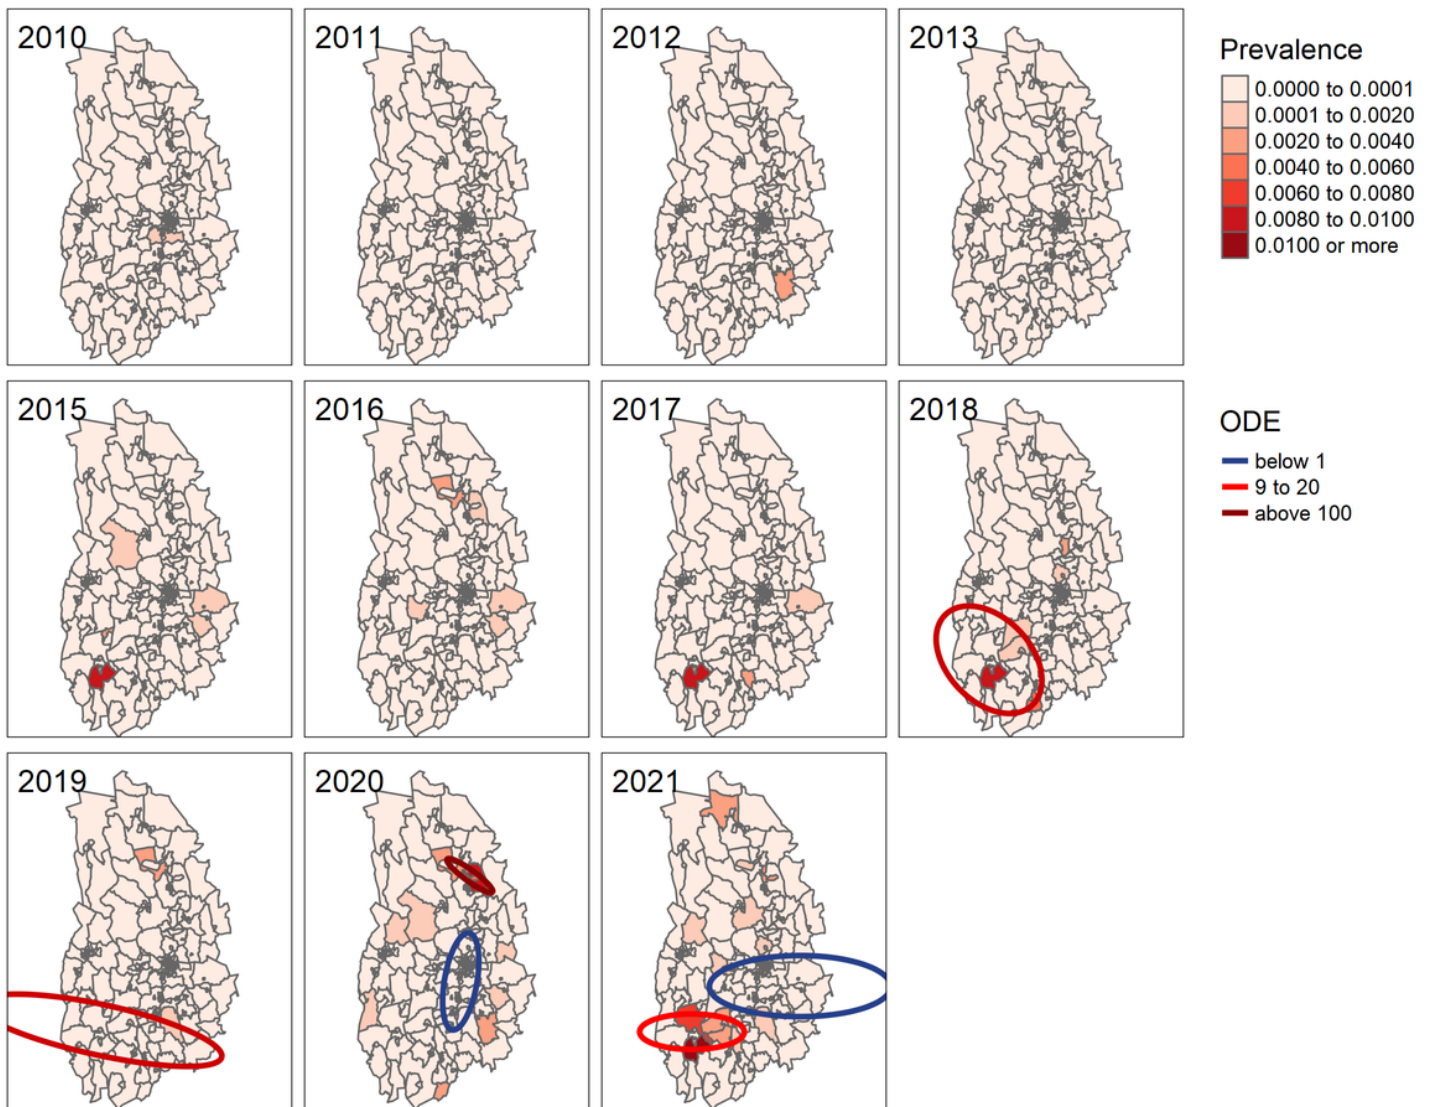 2010
2011
2012
2013
Prevalence
0.0000 to 0.0001
0.0001 to 0.0020
0.0020 to 0.0040
0.0040 to 0.0060
0.0060 to 0.0080
0.0080 to 0.0100
0.0100 or more
2015
2016
2017
2018
ODE
below 1
9 to 20
above 100
2019
2020
2021